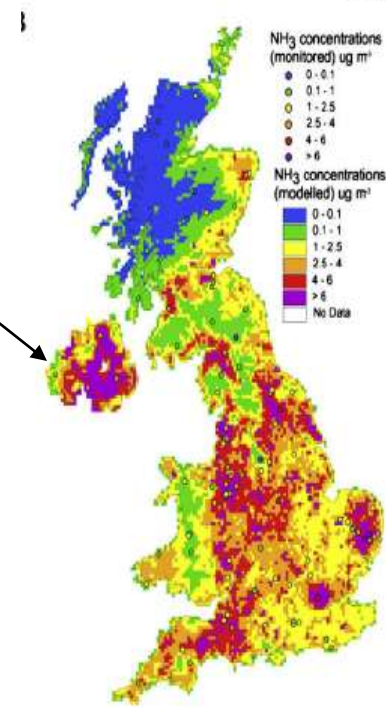 NH3 concentrations
(monitored) ug m-3
0 - 0.1
0.1 - 1
1 - 2.5
2.5 - 4
4 - 6
> 6
NH3 concentrations
(modelled) ug m-3
0 - 0.1
0.1 - 1
1 - 2.5
2.5 - 4
4 - 6
> 6
No Data